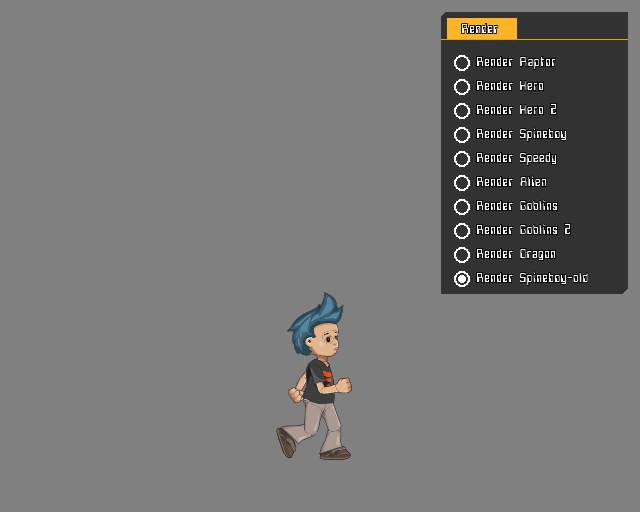 Render
Render Raptor
Render Hero
Render Hero 2
Render Spineboy
Render Speedy
Render Alien
Render Goblins
Render Goblins 2
Render Dragon
Render Spineboy-old